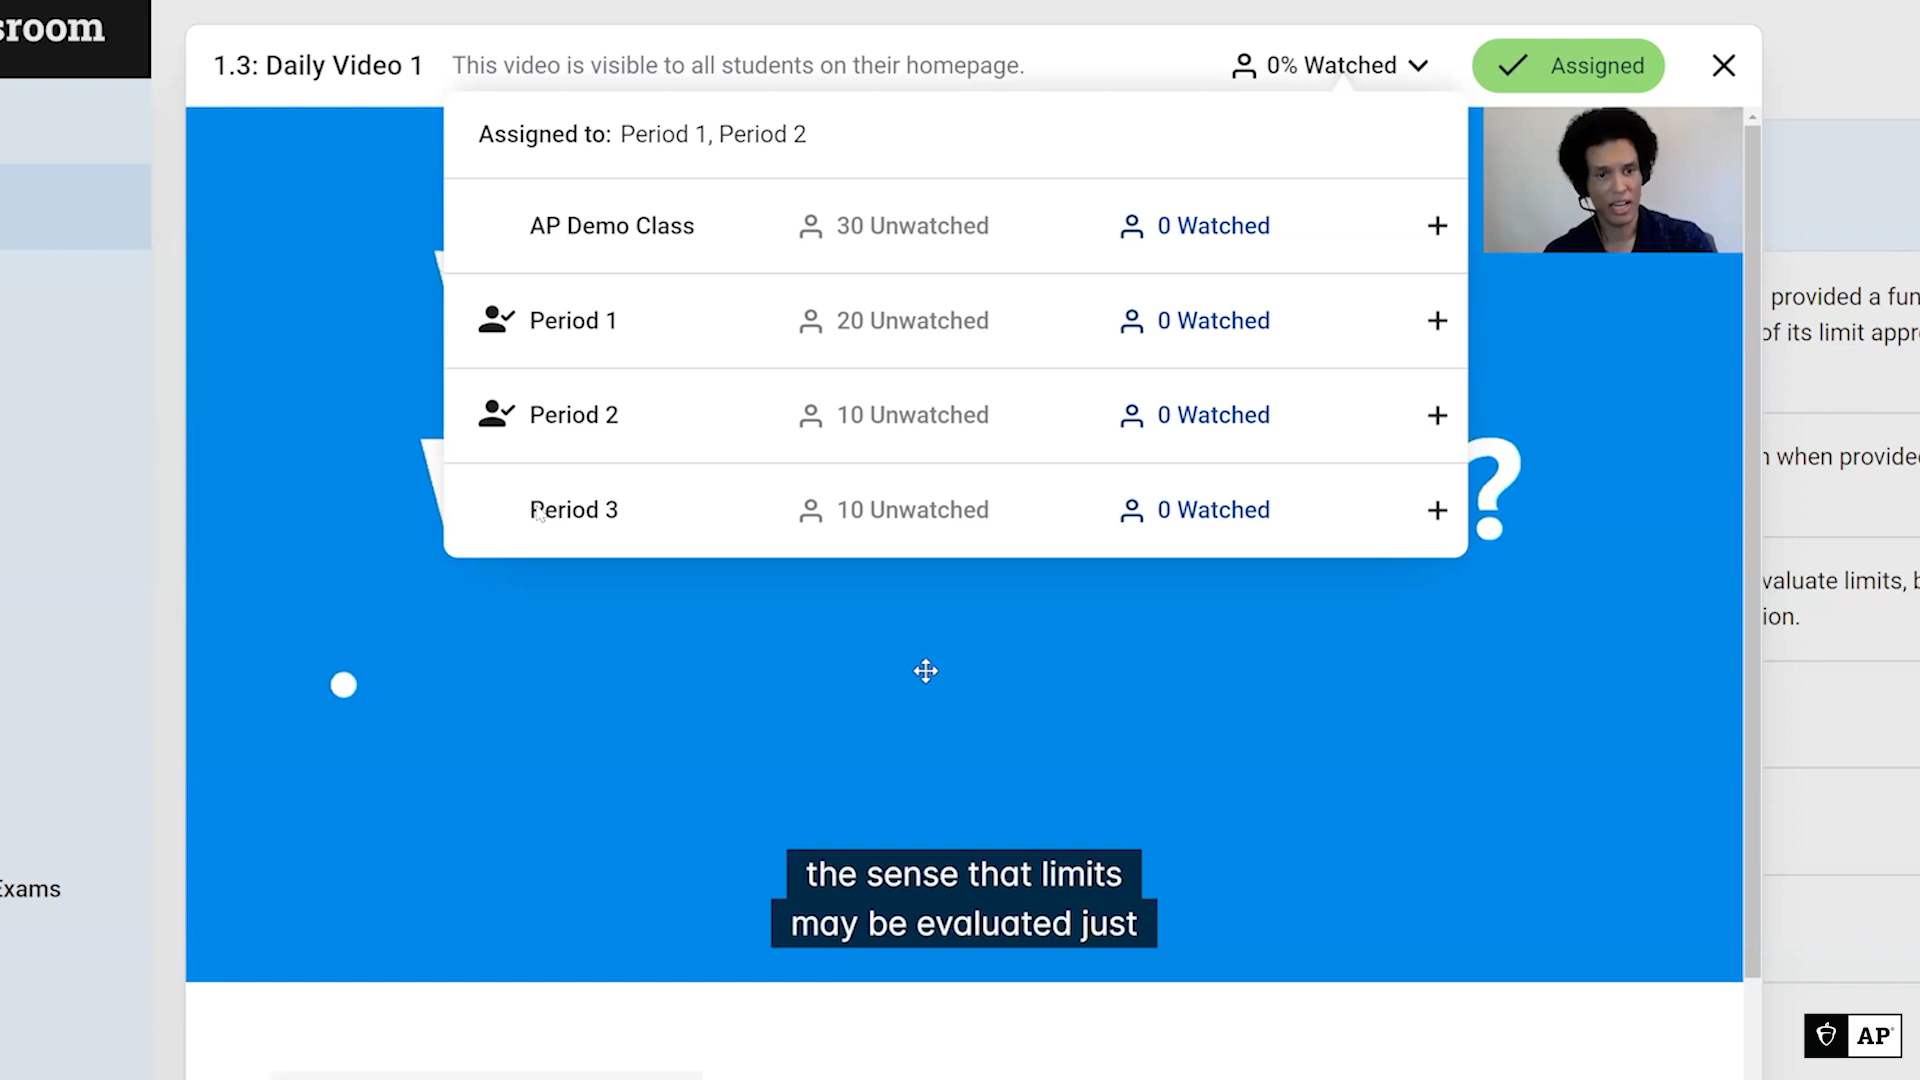 sroom
1.3: Daily Video 1 This video is visible to all students on their homepage. 0% Watched Assigned
Assigned to: Period 1, Period 2
AP Demo Class 30 Unwatched 0 Watched
Period 1 20 Unwatched 0 Watched
Period 2 10 Unwatched 0 Watched
Period 3 10 Unwatched 0 Watched
?
provided a fun
of its limit appr
when provide
valuate limits, b
ion.
Exams
the sense that limits
may be evaluated just
AP